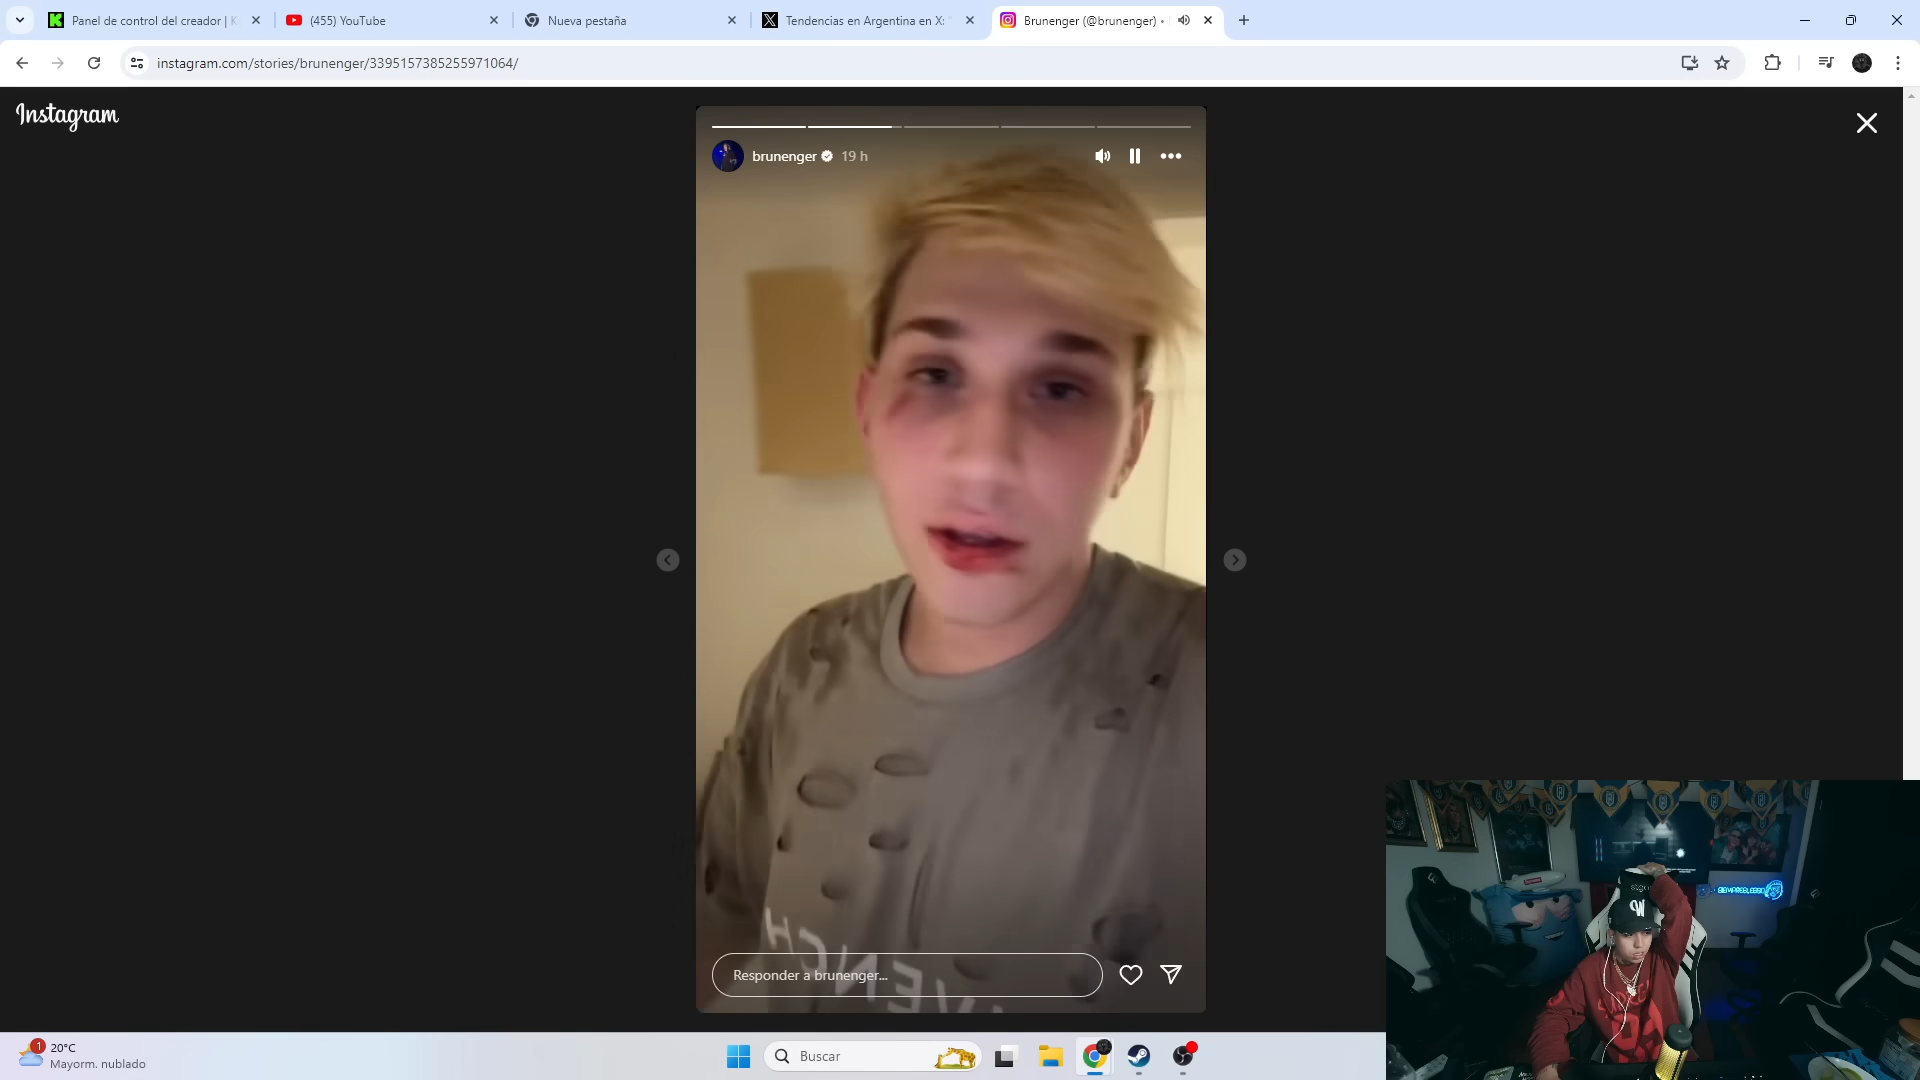 Panel de control del creador | K
(455) YouTube
Nueva pestaña
Tendencias en Argentina en X:
Brunenger (@brunenger) •
instagram.com/stories/brunenger/3395157385255971064/
Instagram
brunenger 19 h
Responder a brunenger...
1
20°C
Mayorm. nublado
Buscar